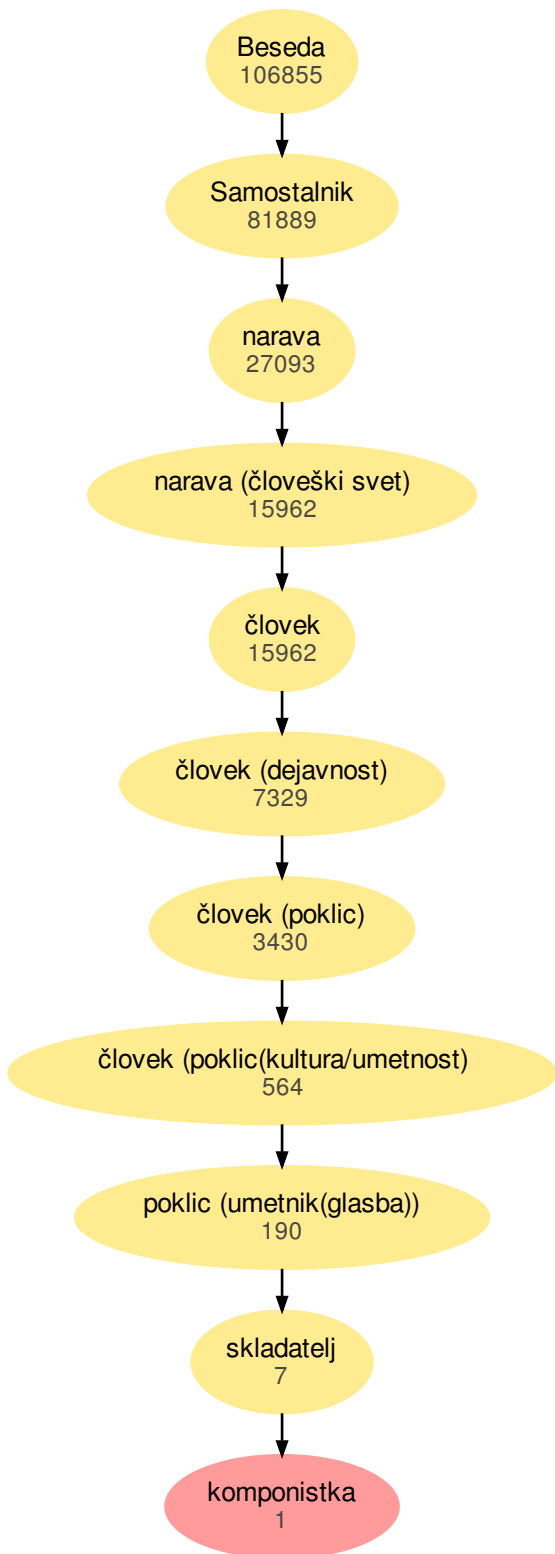 Beseda
106855
Samostalnik
81889
narava
27093
narava (človeški svet)
15962
človek
15962
človek (dejavnost)
7329
človek (poklic)
3430
človek (poklic(kultura/umetnost)
564
poklic (umetnik(glasba))
190
skladatelj
7
komponistka
1